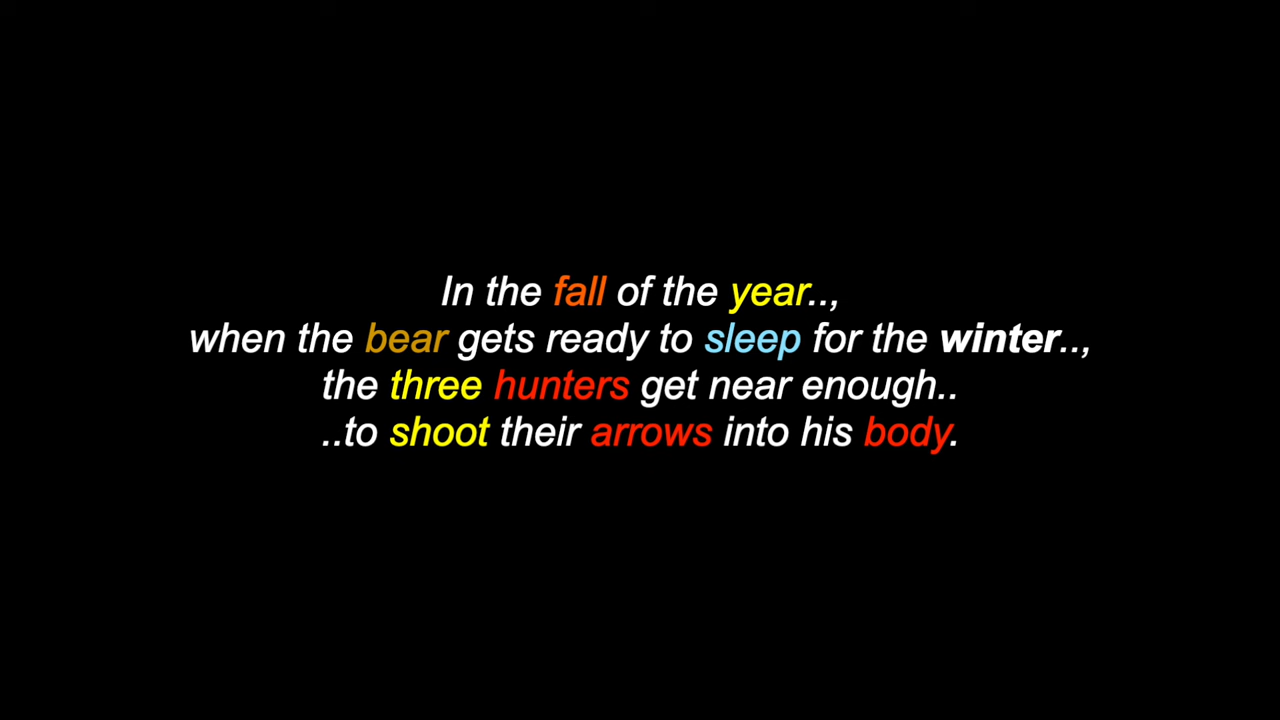 In the fall of the year..,
when the bear gets ready to sleep for the winter..,
the three hunters get near enough..
..to shoot their arrows into his body.